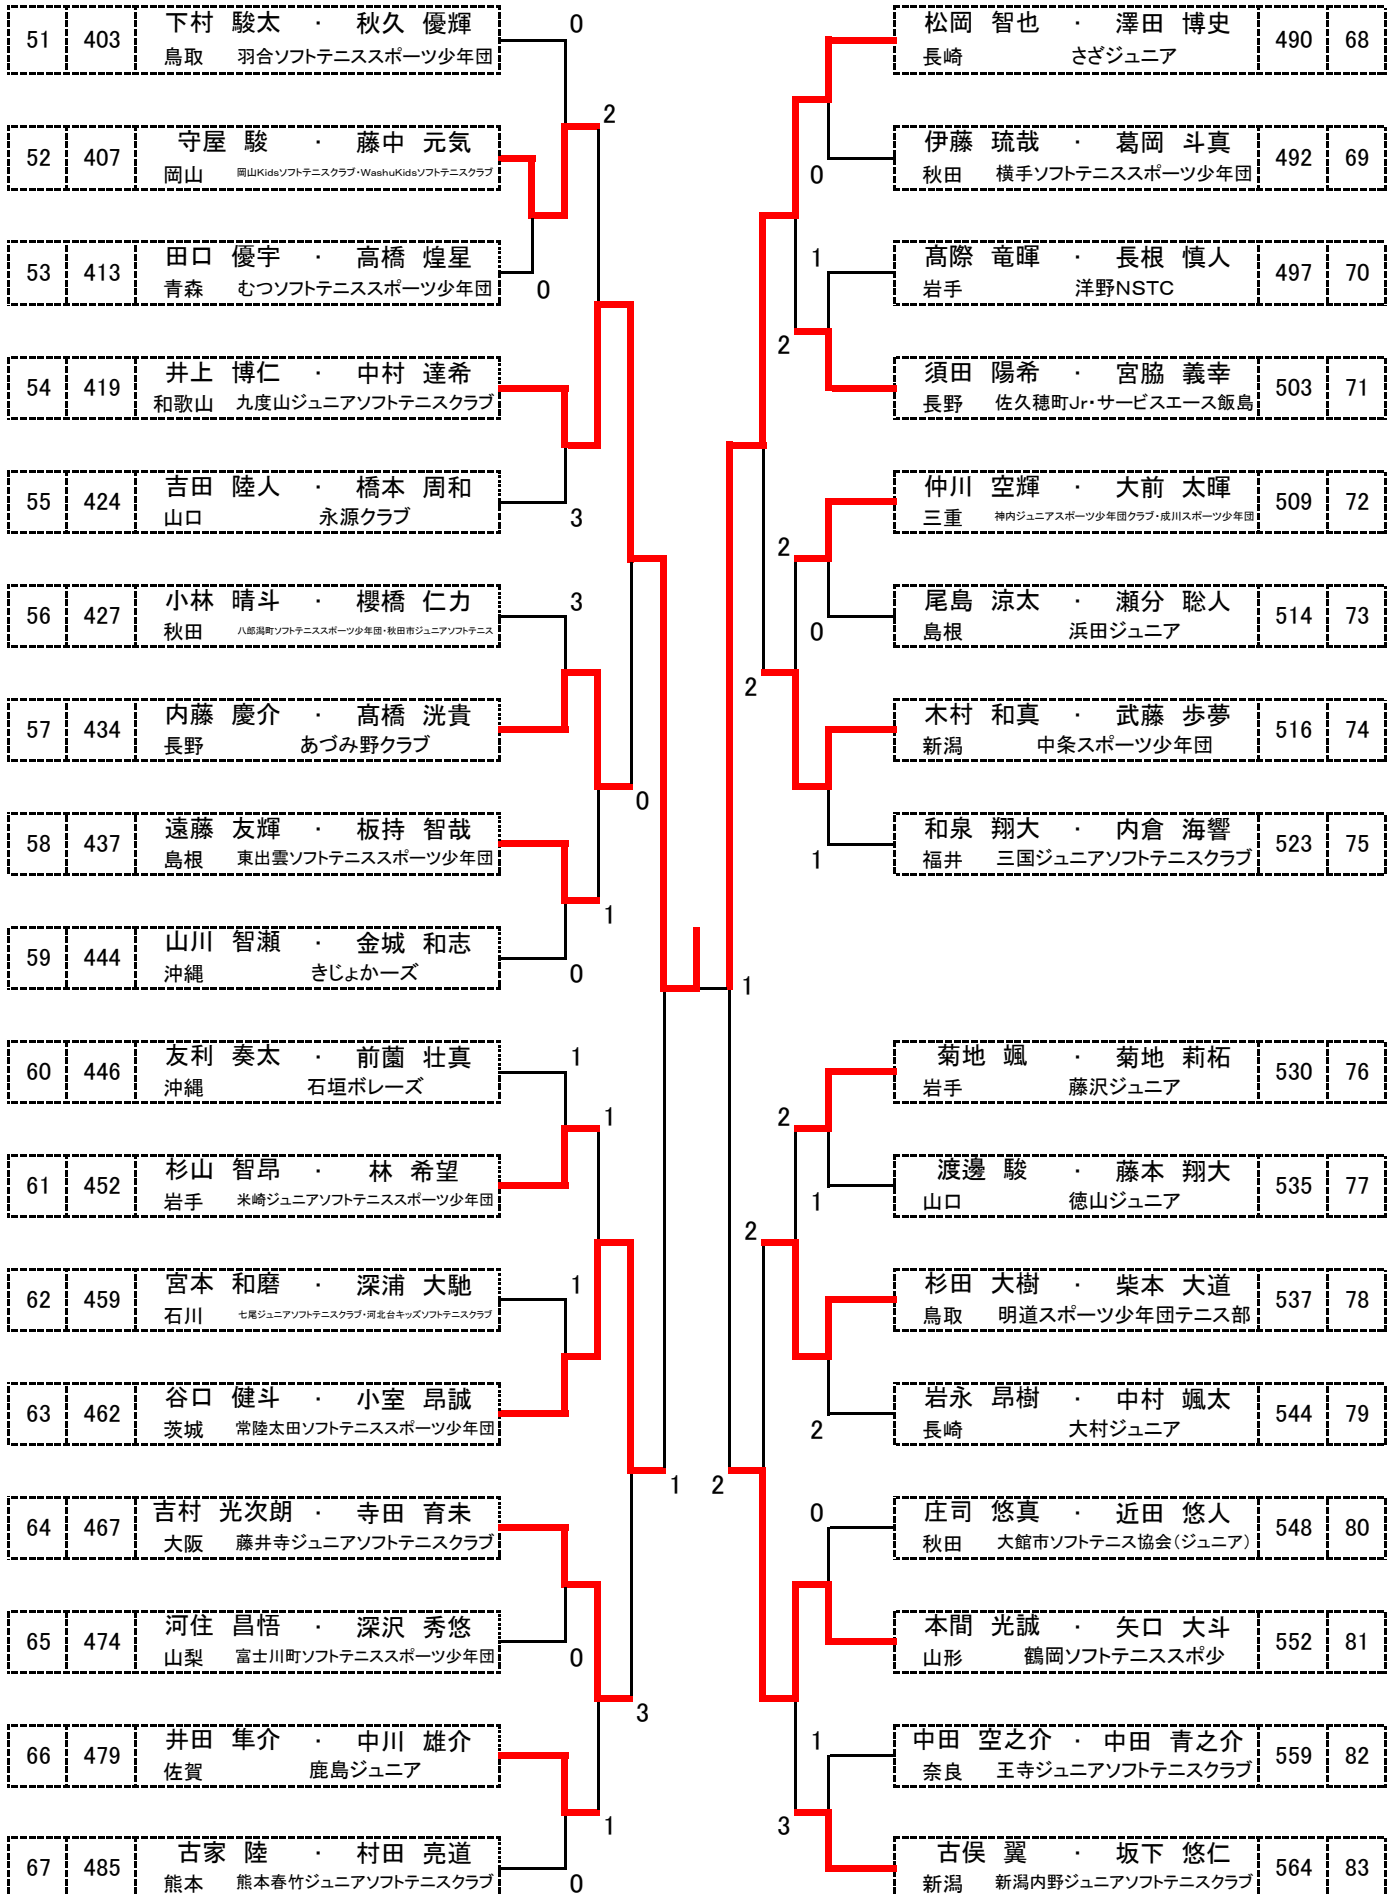 51 403 下村 駿太 ・ 秋久 優輝
鳥取 羽合ソフトテニススポーツ少年団
0
2
52 407 守屋 駿 ・ 藤中 元気
岡山 岡山Kidsソフトテニスクラブ・WashuKidsソフトテニスクラブ
53 413 田口 優宇 ・ 高橋 煌星
青森 むつソフトテニススポーツ少年団
0
54 419 井上 博仁 ・ 中村 達希
和歌山 九度山ジュニアソフトテニスクラブ
55 424 吉田 陸人 ・ 橋本 周和
山口 永源クラブ
3
56 427 小林 晴斗 ・ 櫻橋 仁力
秋田 八郎潟町ソフトテニススポーツ少年団・秋田市ジュニアソフトテニス
3
57 434 内藤 慶介 ・ 髙橋 洸貴
長野 あづみ野クラブ
0
58 437 遠藤 友輝 ・ 板持 智哉
島根 東出雲ソフトテニススポーツ少年団
1
59 444 山川 智瀬 ・ 金城 和志
沖縄 きじょかーズ
0
60 446 友利 奏太 ・ 前薗 壮真
沖縄 石垣ボレーズ
1
1
61 452 杉山 智昂 ・ 林 希望
岩手 米崎ジュニアソフトテニススポーツ少年団
62 459 宮本 和磨 ・ 深浦 大馳
石川 七尾ジュニアソフトテニスクラブ・河北台キッズソフトテニスクラブ
1
63 462 谷口 健斗 ・ 小室 昂誠
茨城 常陸太田ソフトテニススポーツ少年団
1
64 467 吉村 光次朗 ・ 寺田 育未
大阪 藤井寺ジュニアソフトテニスクラブ
65 474 河住 昌悟 ・ 深沢 秀悠
山梨 富士川町ソフトテニススポーツ少年団
0
3
66 479 井田 隼介 ・ 中川 雄介
佐賀 鹿島ジュニア
1
67 485 古家 陸 ・ 村田 亮道
熊本 熊本春竹ジュニアソフトテニスクラブ
0
松岡 智也 ・ 澤田 博史 490 68
長崎 さざジュニア
伊藤 琉哉 ・ 葛岡 斗真 492 69
秋田 横手ソフトテニススポーツ少年団
0
1
髙際 竜暉 ・ 長根 慎人 497 70
岩手 洋野NSTC
2
須田 陽希 ・ 宮脇 義幸 503 71
長野 佐久穂町Jr・サービスエース飯島
仲川 空輝 ・ 大前 太暉 509 72
三重 神内ジュニアスポーツ少年団クラブ・成川スポーツ少年団
2
尾島 涼太 ・ 瀬分 聡人 514 73
島根 浜田ジュニア
0
2
木村 和真 ・ 武藤 歩夢 516 74
新潟 中条スポーツ少年団
和泉 翔大 ・ 内倉 海響 523 75
福井 三国ジュニアソフトテニスクラブ
1
1
菊地 颯 ・ 菊地 莉柘 530 76
岩手 藤沢ジュニア
2
渡邊 駿 ・ 藤本 翔大 535 77
山口 徳山ジュニア
1
2
杉田 大樹 ・ 柴本 大道 537 78
鳥取 明道スポーツ少年団テニス部
岩永 昂樹 ・ 中村 颯太 544 79
長崎 大村ジュニア
2
2
庄司 悠真 ・ 近田 悠人 548 80
秋田 大館市ソフトテニス協会(ジュニア)
0
本間 光誠 ・ 矢口 大斗 552 81
山形 鶴岡ソフトテニススポ少
中田 空之介 ・ 中田 青之介 559 82
奈良 王寺ジュニアソフトテニスクラブ
1
3
古俣 翼 ・ 坂下 悠仁 564 83
新潟 新潟内野ジュニアソフトテニスクラブ